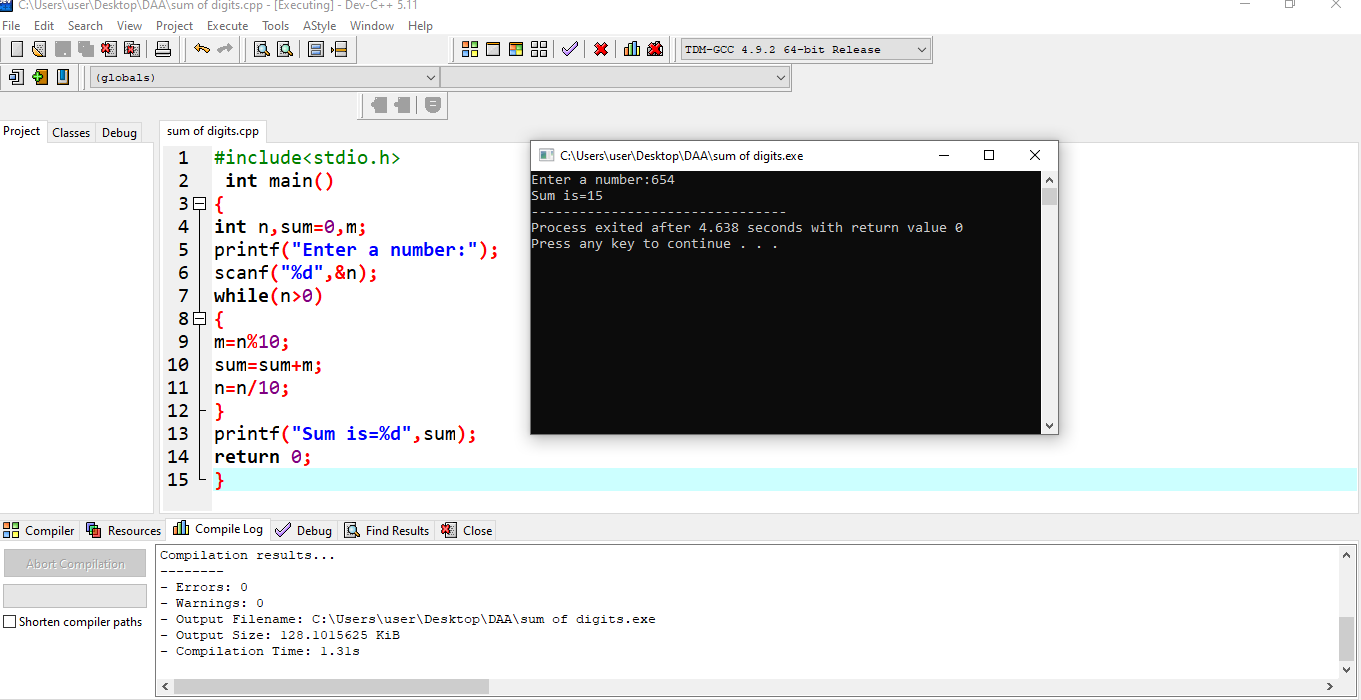 C:\Users\user\Desktop\DAA\sum of digits.cpp - [Executing] - Dev-C++ 5.11
File Edit Search View Project Execute Tools AStyle Window Help
TDM-GCC 4.9.2 64-bit Release
(globals)
Project Classes Debug
sum of digits.cpp
1 #include<stdio.h>
2 int main()
3 {
4 int n,sum=0,m;
5 printf("Enter a number:");
6 scanf("%d",&n);
7 while(n>0)
8 {
9 m=n%10;
10 sum=sum+m;
11 n=n/10;
12 }
13 printf("Sum is=%d",sum);
14 return 0;
15 }
C:\Users\user\Desktop\DAA\sum of digits.exe
Enter a number:654
Sum is=15
--------------------------------
Process exited after 4.638 seconds with return value 0
Press any key to continue . . .
Compiler Resources Compile Log Debug Find Results Close
Abort Compilation
Shorten compiler paths
Compilation results...
--------
- Errors: 0
- Warnings: 0
- Output Filename: C:\Users\user\Desktop\DAA\sum of digits.exe
- Output Size: 128.1015625 KiB
- Compilation Time: 1.31s